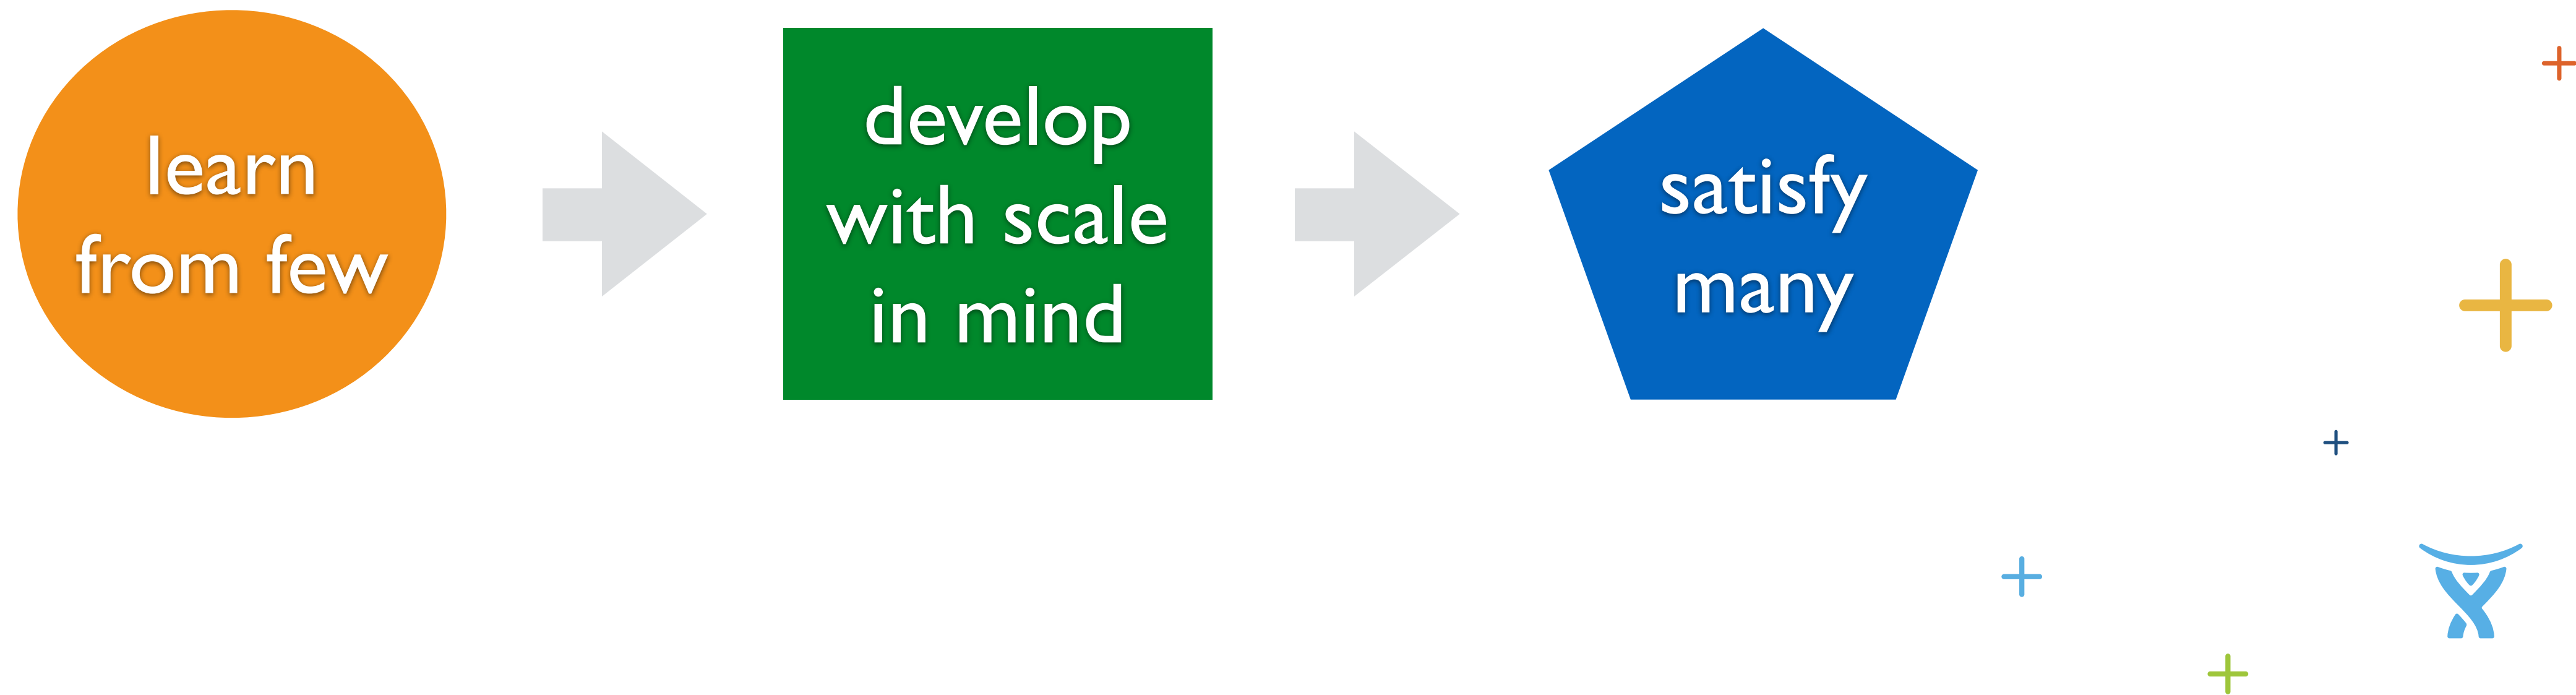 learn
from few
develop
with scale
in mind
satisfy
many